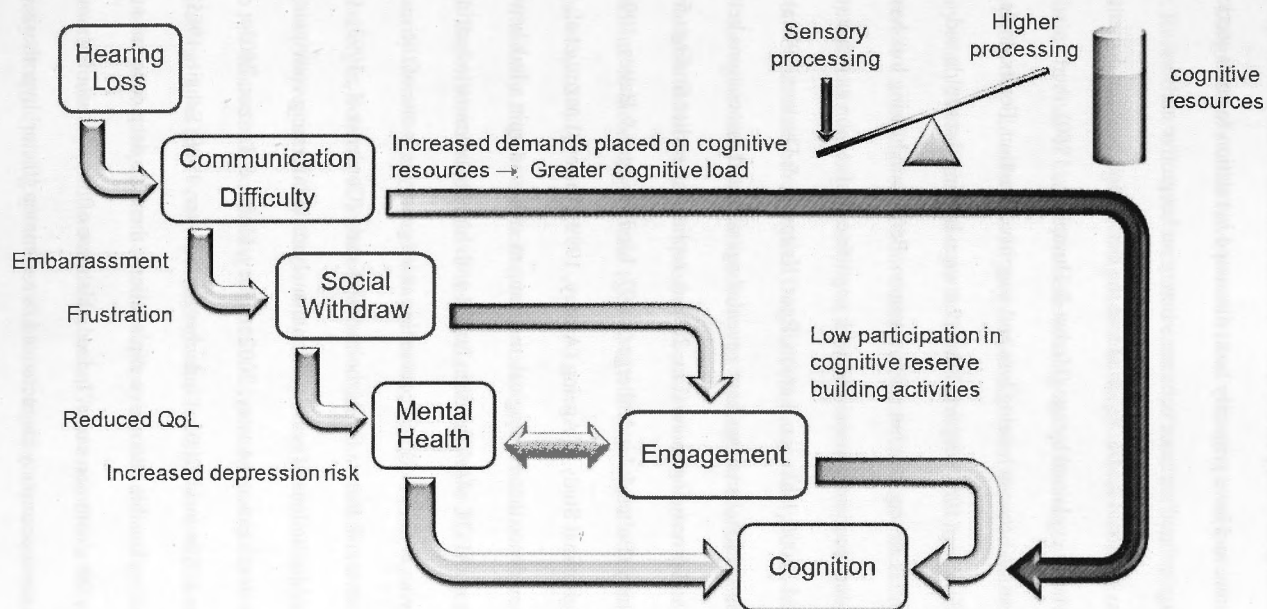 Hearing
Loss
Sensory
processing
Higher
processing
cognitive
resources
Communication
Difficulty
Increased demands placed on cognitive
resources → Greater cognitive load
Embarrassment
Frustration
Social
Withdraw
Low participation in
cognitive reserve
building activities
Reduced QoL
Increased depression risk
Mental
Health
Engagement
Cognition